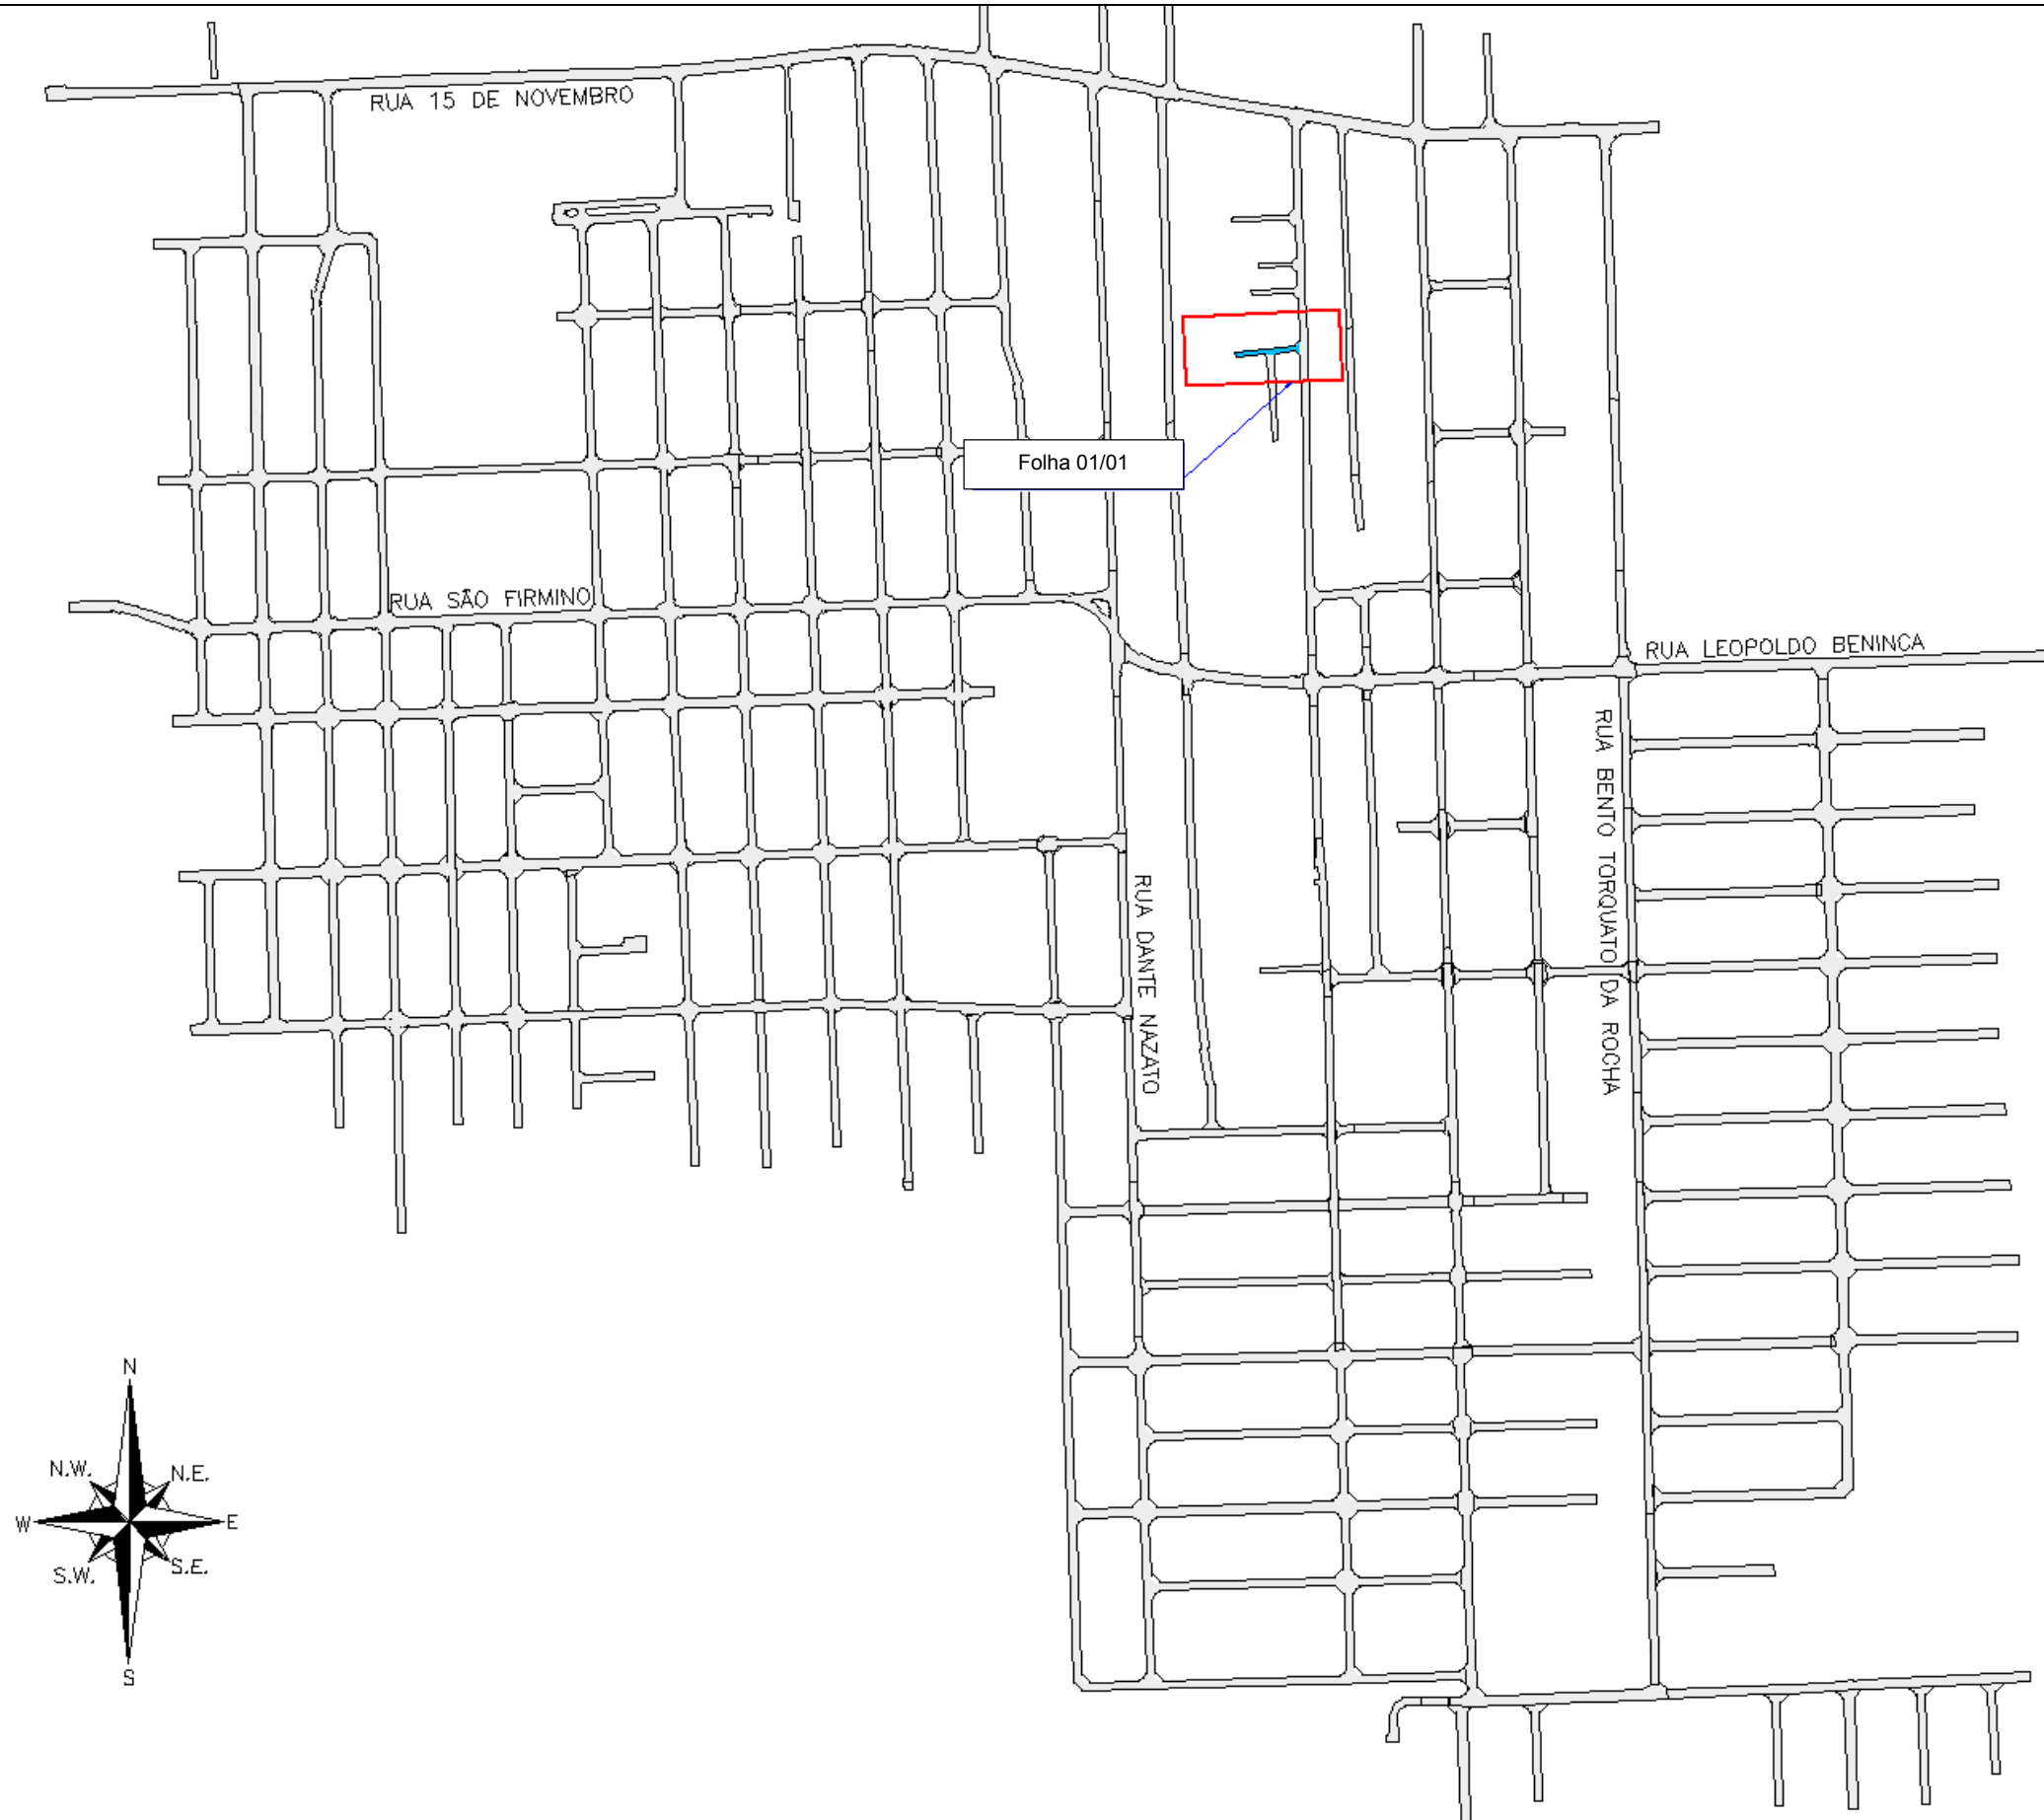 RUA 15 DE NOVEMBRO
Folha 01/01
RUA SÃO FIRMINO
RUA LEOPOLDO BENINCA
RUA BENTO TORQUATO DA ROCHA
RUA DANTE NAZATO
N
N.W.
N.E.
W
E
S.W.
S.E.
S